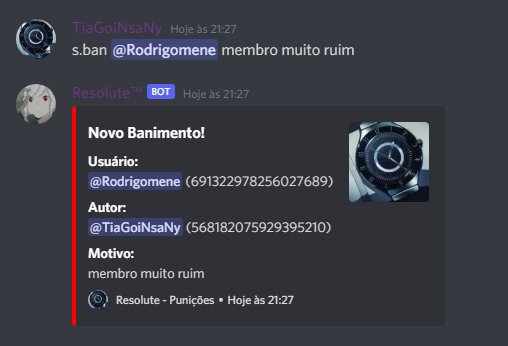 TiaGoiNsaNy Hoje às 21:27
s.ban @Rodrigomene membro muito ruim
Resolute™ BOT Hoje às 21:27
Novo Banimento!
Usuário:
@Rodrigomene (691322978256027689)
Autor:
@TiaGoiNsaNy (568182075929395210)
Motivo:
membro muito ruim
Resolute - Punições • Hoje às 21:27